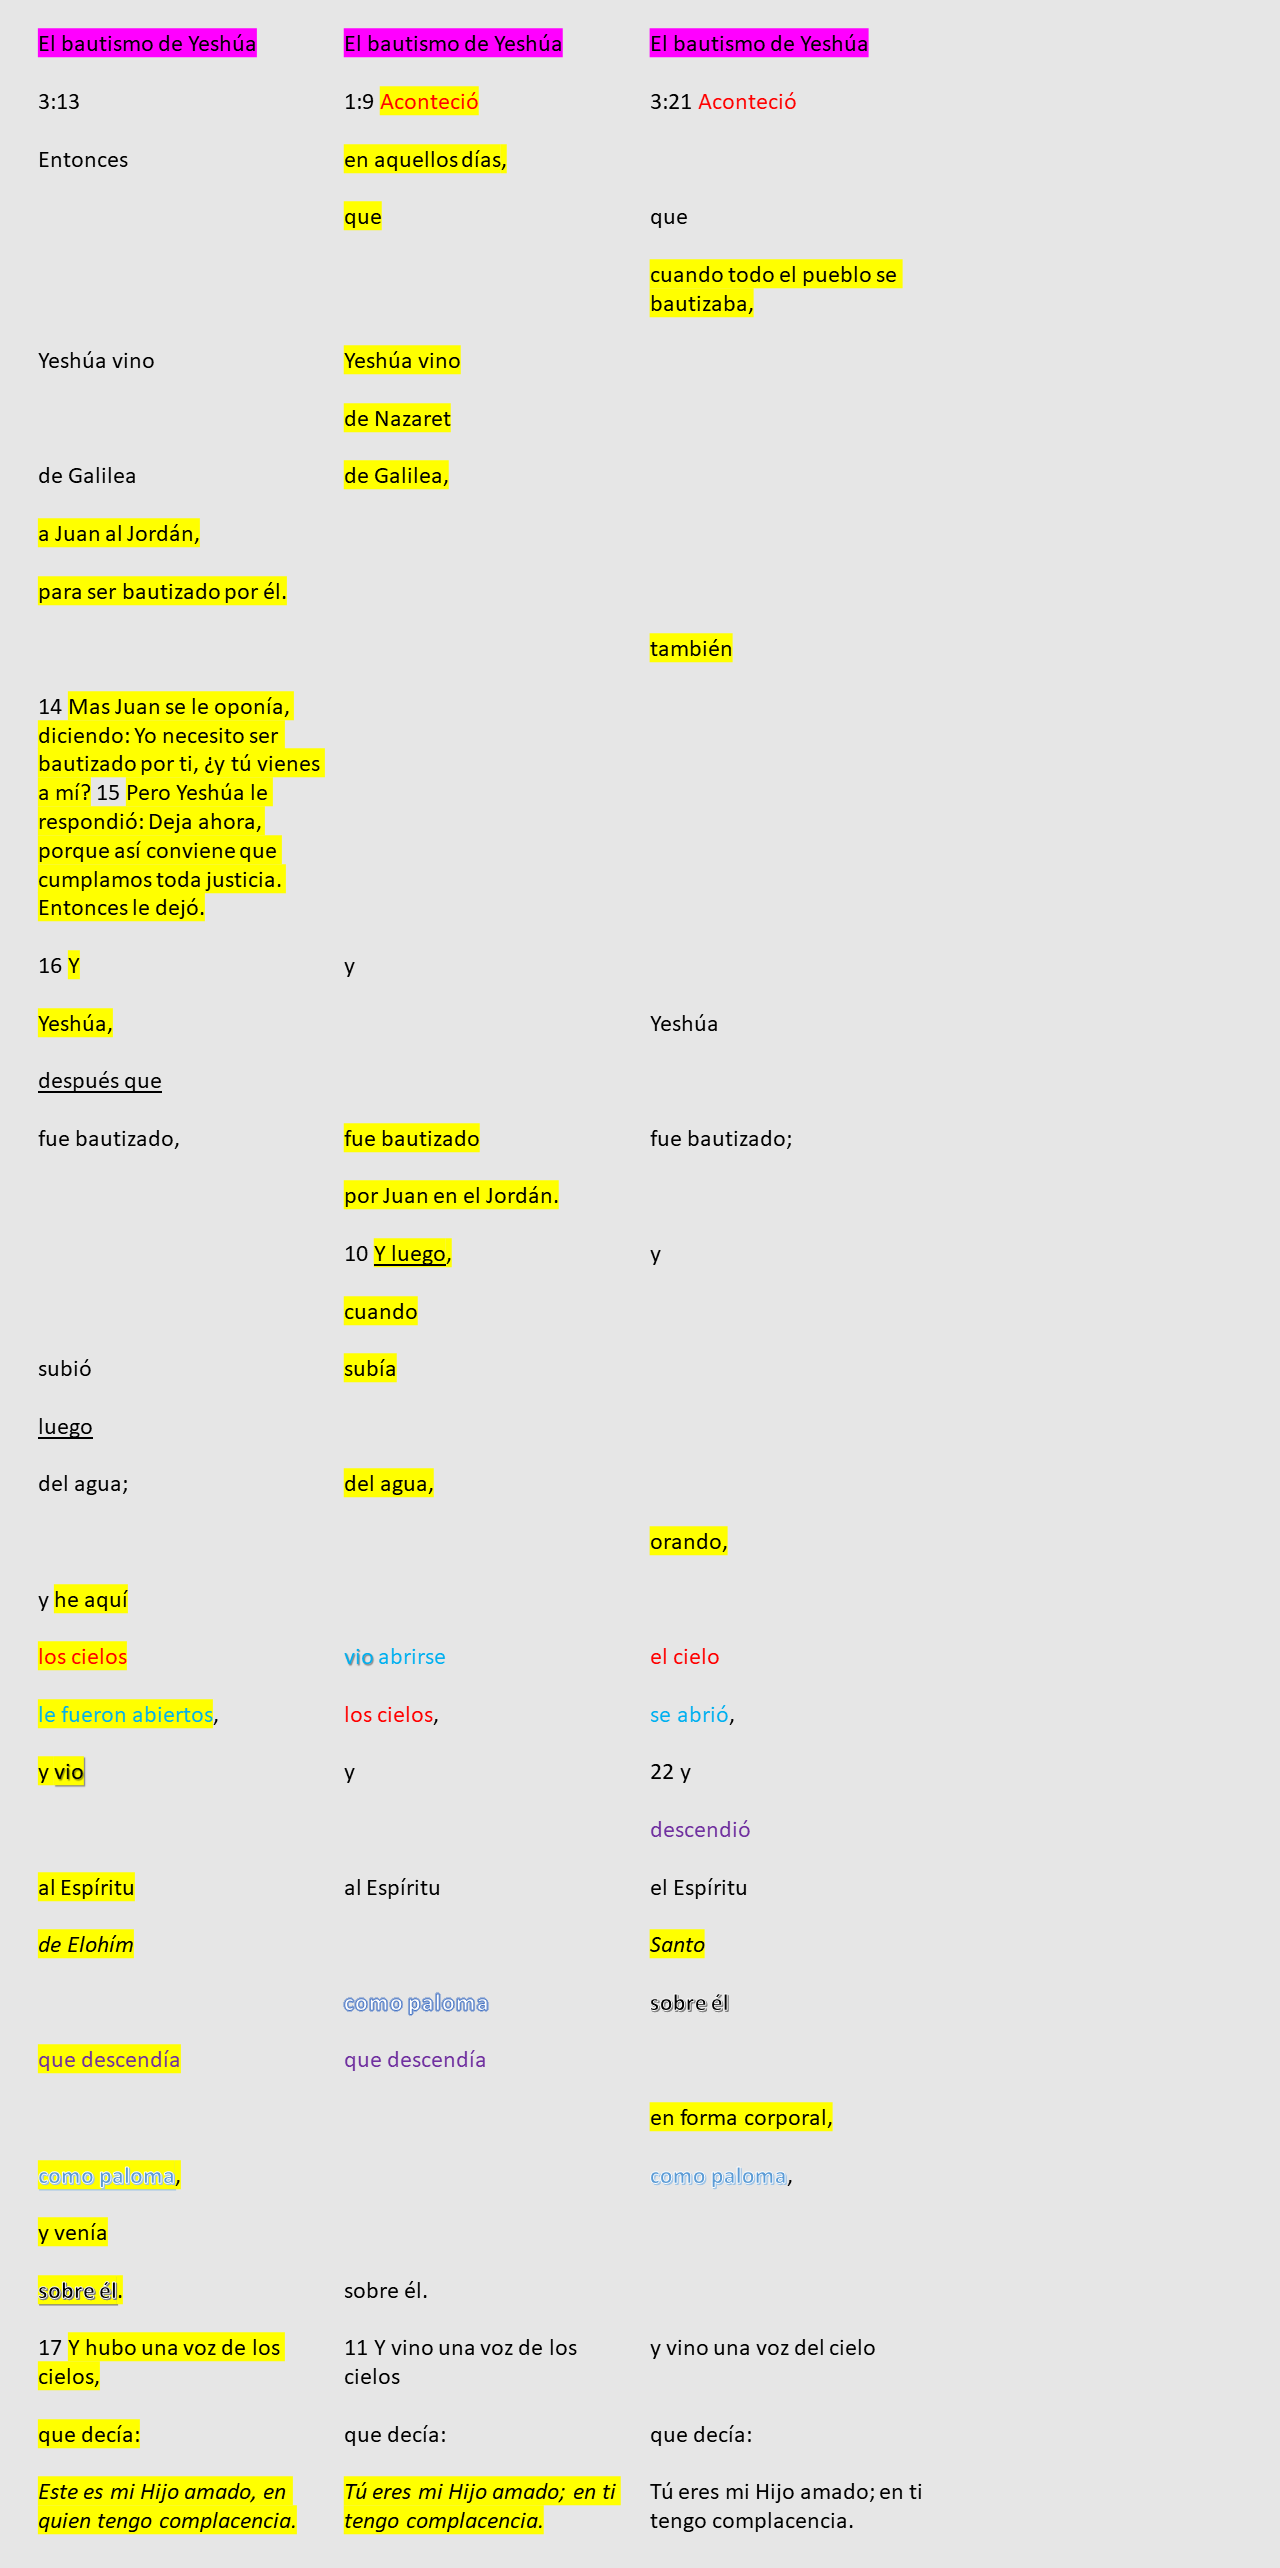 El bautismo de Yeshúa El bautismo de Yeshúa El bautismo de Yeshúa
3:13 1:9 Aconteció 3:21 Aconteció
Entonces en aquellos días,
que que
cuando todo el pueblo se
bautizaba,
Yeshúa vino Yeshúa vino
de Nazaret
de Galilea de Galilea,
a Juan al Jordán,
para ser bautizado por él.
también
14 Mas Juan se le oponía,
diciendo: Yo necesito ser
bautizado por ti, ¿y tú vienes
a mí? 15 Pero Yeshúa le
respondió: Deja ahora,
porque así conviene que
cumplamos toda justicia.
Entonces le dejó.
16 Y y
Yeshúa, Yeshúa
después que
fue bautizado, fue bautizado fue bautizado;
por Juan en el Jordán.
10 Y luego, y
cuando
subió subía
luego
del agua; del agua,
orando,
y he aquí
los cielos vio abrirse el cielo
le fueron abiertos, los cielos, se abrió,
y vio y 22 y
descendió
al Espíritu al Espíritu el Espíritu
de Elohím Santo
como paloma sobre él
que descendía que descendía
en forma corporal,
como paloma, como paloma,
y venía
sobre él. sobre él.
17 Y hubo una voz de los 11 Y vino una voz de los y vino una voz del cielo
cielos, cielos
que decía: que decía: que decía:
Este es mi Hijo amado, en Tú eres mi Hijo amado; en ti Tú eres mi Hijo amado; en ti
quien tengo complacencia. tengo complacencia. tengo complacencia.